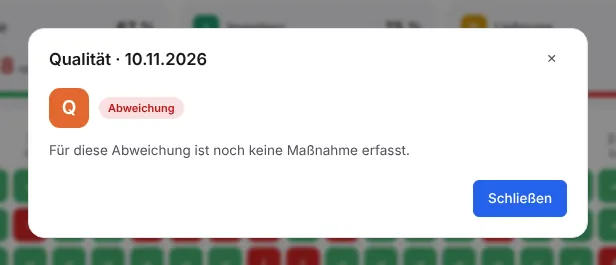 Qualität · 10.11.2026
×
Q
Abweichung
Für diese Abweichung ist noch keine Maßnahme erfasst.
Schließen